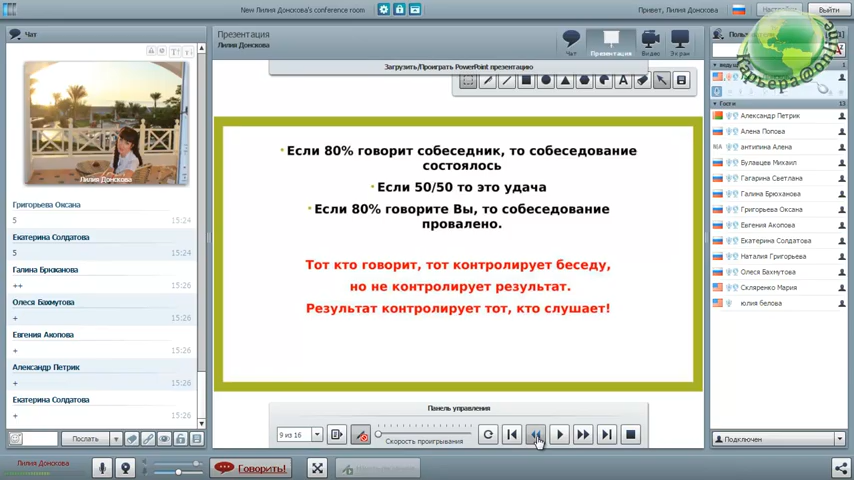 New Лилия Донскова's conference room
Привет, Лилия Донскова
Настройки
Выйти
Чат
Лилия Донскова
Григорьева Оксана
5
15:24
Екатерина Солдатова
5
15:24
Галина Брюханова
++
15:26
Олеся Бахмутова
+
15:26
Евгения Акопова
+
15:26
Александр Петрик
+
15:26
Екатерина Солдатова
+
15:26
Послать
Презентация
Лилия Донскова
Чат
Презентация
Видео
Экран
Загрузить/Проиграть PowerPoint презентацию
• Если 80% говорит собеседник, то собеседование
состоялось
• Если 50/50 то это удача
• Если 80% говорите Вы, то собеседование
провалено.
Тот кто говорит, тот контролирует беседу,
но не контролирует результат.
Результат контролирует тот, кто слушает!
Панель управления
9 из 16
Скорость проигрывания
карьера@online
Гости
13
Александр Петрик
Алена Попова
NA
антипина Алена
Булавцев Михаил
Гагарина Светлана
Галина Брюханова
Григорьева Оксана
Евгения Акопова
Екатерина Солдатова
Наталия Григорьева
Олеся Бахмутова
Скляренко Мария
юлия белова
Подключен
Лилия Донскова
Говорить!